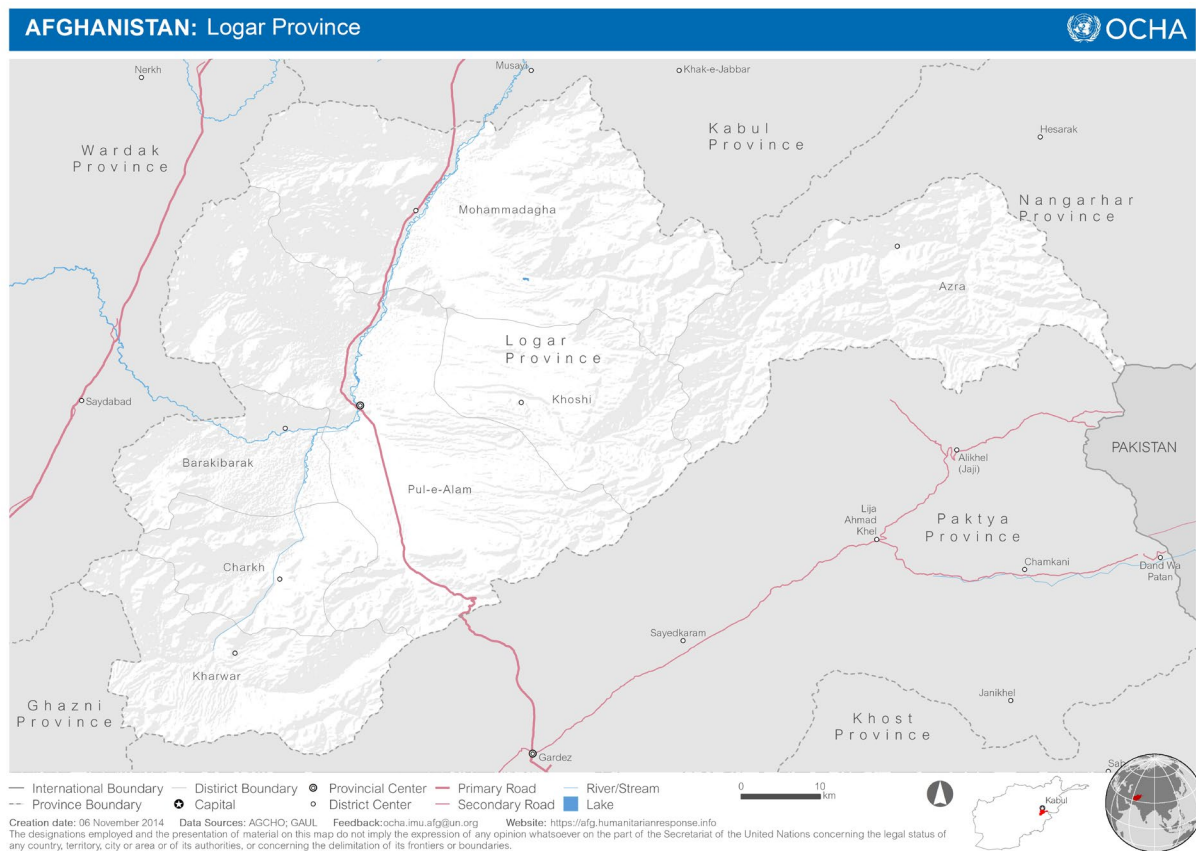 AFGHANISTAN: Logar Province
OCHA
Nerkh
Musayi
Khak-e-Jabbar
Kabul
Province
Hesarak
Wardak
Province
Nangarhar
Province
Mohammadagha
Azra
Logar
Province
Khoshi
Saydabad
PAKISTAN
Alikhel
(Jaji)
Barakibarak
Pul-e-Alam
Lija
Ahmad
Khel
Paktya
Province
Charkh
Chamkani
Dand Wa
Patan
Sayedkaram
Kharwar
Janikhel
Ghazni
Province
Khost
Province
Gardez
International Boundary
District Boundary
Provincial Center
Primary Road
River/Stream
Province Boundary
Capital
District Center
Secondary Road
Lake
0 10
km
Kabul
Creation date: 06 November 2014 Data Sources: AGCHO; GAUL Feedback:ocha.imu.afg@un.org Website: https://afg.humanitarianresponse.info
The designations employed and the presentation of material on this map do not imply the expression of any opinion whatsoever on the part of the Secretariat of the United Nations concerning the legal status of
any country, territory, city or area or of its authorities, or concerning the delimitation of its frontiers or boundaries.